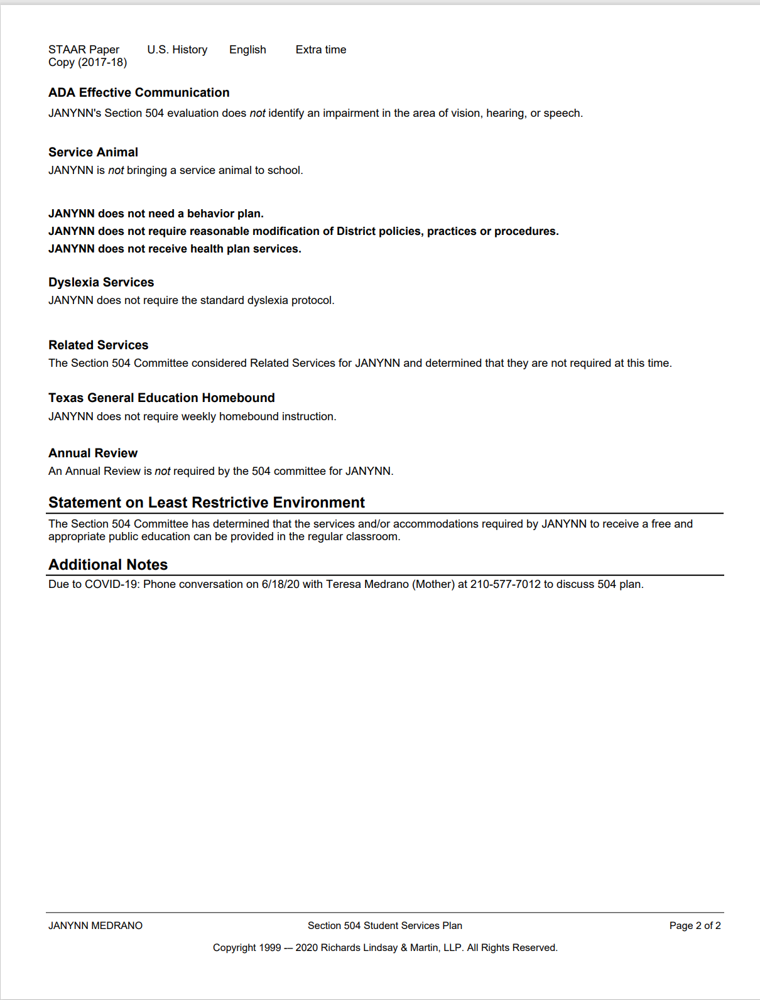 STAAR Paper U.S. History English Extra time
Copy (2017-18)
ADA Effective Communication
JANYNN's Section 504 evaluation does not identify an impairment in the area of vision, hearing, or speech.
Service Animal
JANYNN is not bringing a service animal to school.
JANYNN does not need a behavior plan.
JANYNN does not require reasonable modification of District policies, practices or procedures.
JANYNN does not receive health plan services.
Dyslexia Services
JANYNN does not require the standard dyslexia protocol.
Related Services
The Section 504 Committee considered Related Services for JANYNN and determined that they are not required at this time.
Texas General Education Homebound
JANYNN does not require weekly homebound instruction.
Annual Review
An Annual Review is not required by the 504 committee for JANYNN.
Statement on Least Restrictive Environment
The Section 504 Committee has determined that the services and/or accommodations required by JANYNN to receive a free and
appropriate public education can be provided in the regular classroom.
Additional Notes
Due to COVID-19: Phone conversation on 6/18/20 with Teresa Medrano (Mother) at 210-577-7012 to discuss 504 plan.
JANYNN MEDRANO Section 504 Student Services Plan Page 2 of 2
Copyright 1999 — 2020 Richards Lindsay & Martin, LLP. All Rights Reserved.